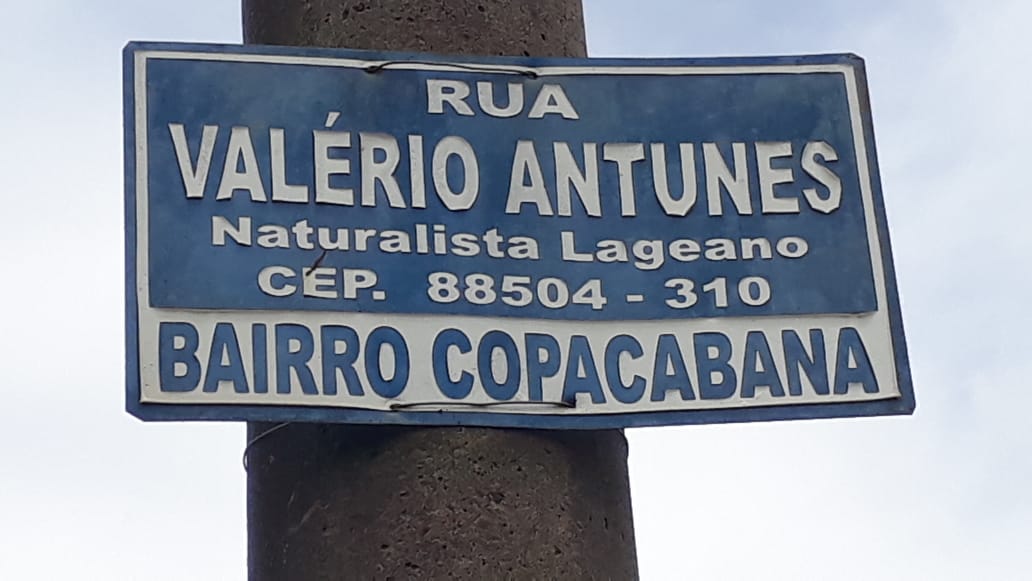 RUA
VALÉRIO ANTUNES
Naturalista Lageano
CEP. 88504 - 310
BAIRRO COPACABANA